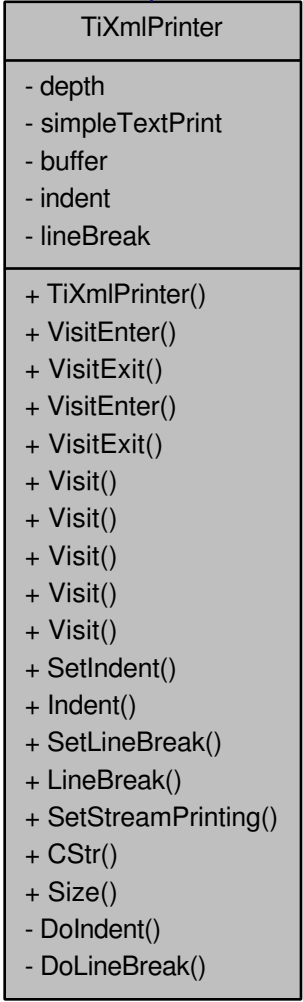 TiXmlPrinter
- depth
- simpleTextPrint
- buffer
- indent
- lineBreak
+ TiXmlPrinter()
+ VisitEnter()
+ VisitExit()
+ VisitEnter()
+ VisitExit()
+ Visit()
+ Visit()
+ Visit()
+ Visit()
+ Visit()
+ SetIndent()
+ Indent()
+ SetLineBreak()
+ LineBreak()
+ SetStreamPrinting()
+ CStr()
+ Size()
- DoIndent()
- DoLineBreak()